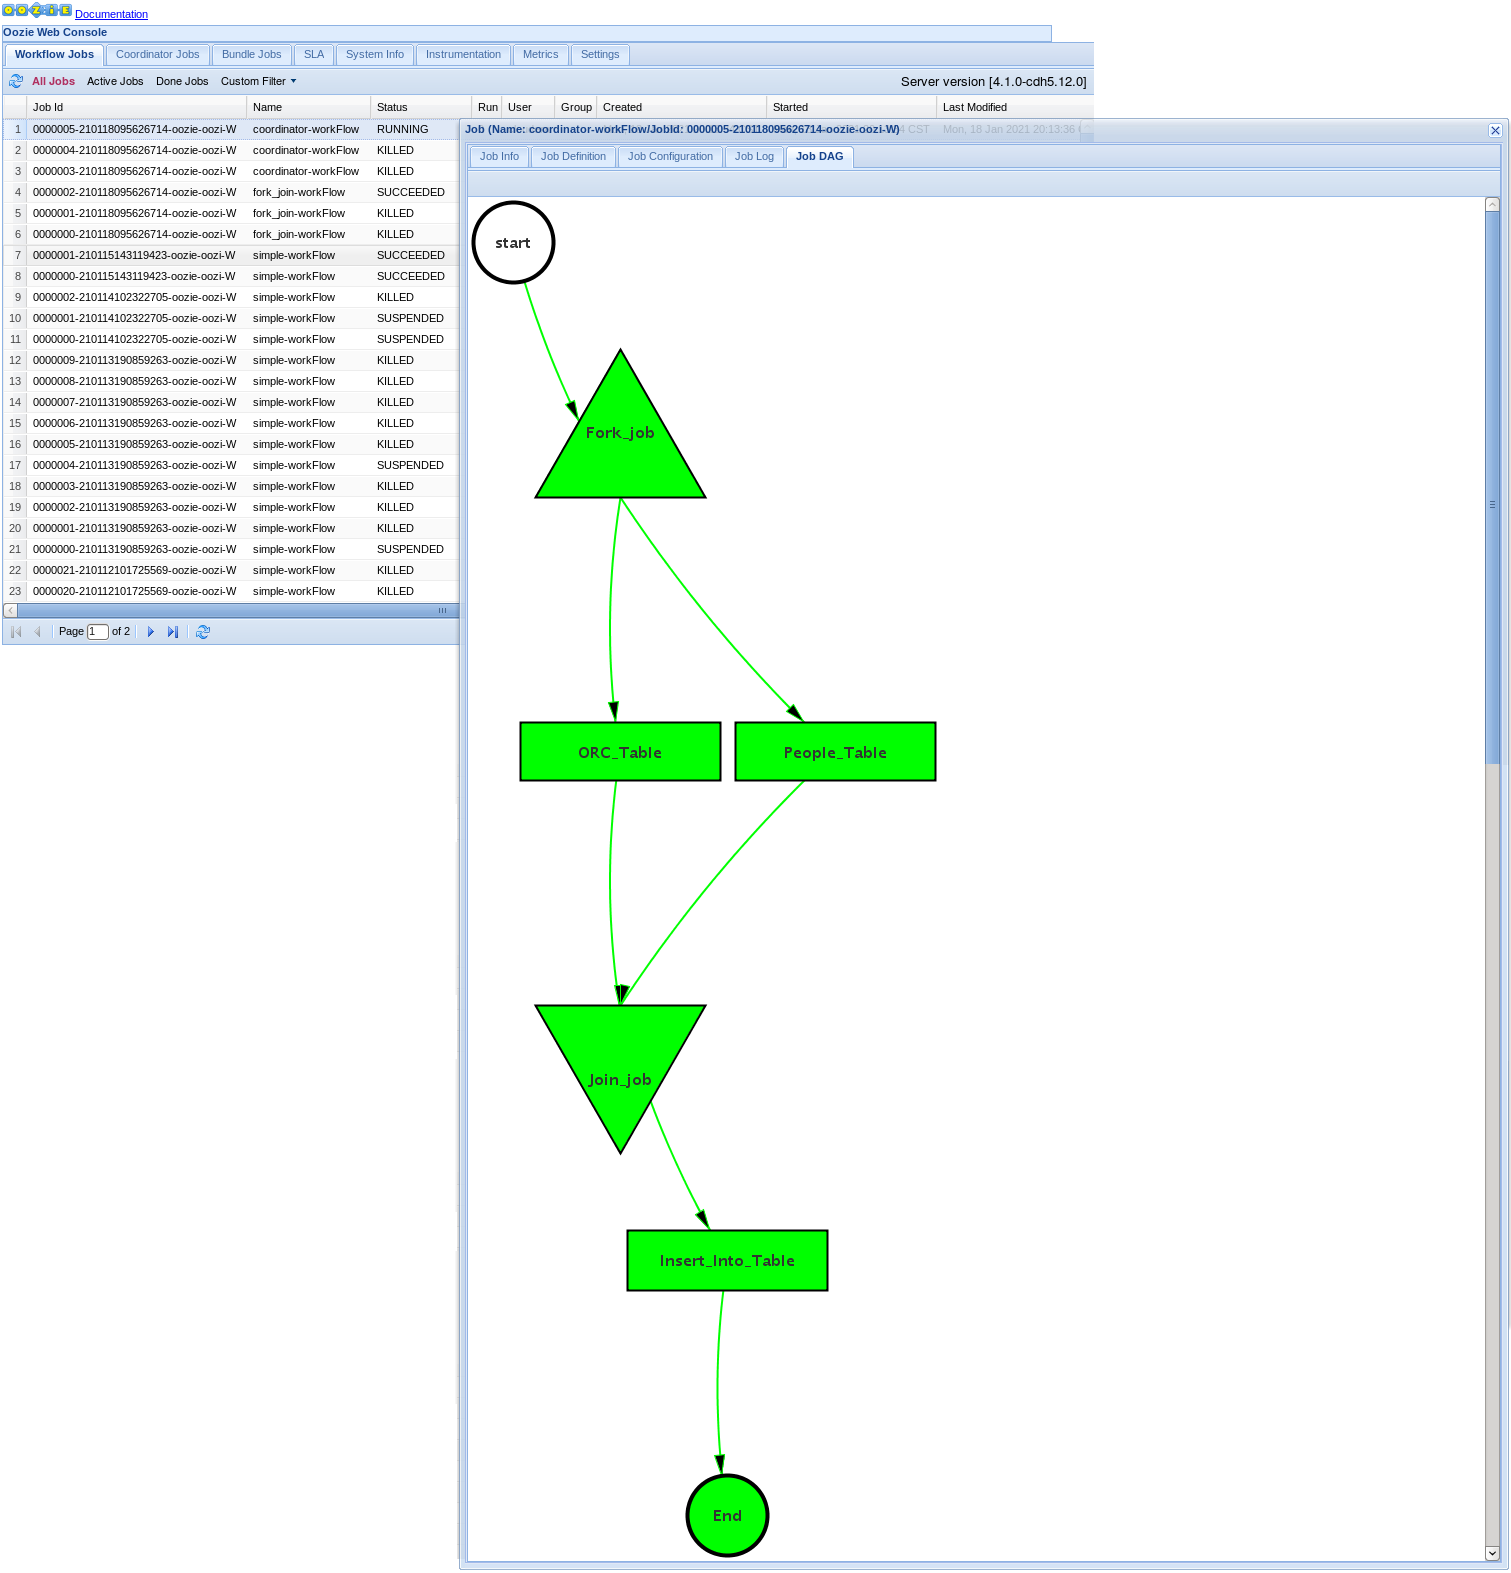 OOZIE Documentation
Oozie Web Console
Workflow Jobs Coordinator Jobs Bundle Jobs SLA System Info Instrumentation Metrics Settings
All Jobs Active Jobs Done Jobs Custom Filter Server version [4.1.0-cdh5.12.0]
Job Id Name Status Run User Group Created Started Last Modified
1 0000005-210118095626714-oozie-oozi-W coordinator-workFlow RUNNING
2 0000004-210118095626714-oozie-oozi-W coordinator-workFlow KILLED
3 0000003-210118095626714-oozie-oozi-W coordinator-workFlow KILLED
4 0000002-210118095626714-oozie-oozi-W fork_join-workFlow SUCCEEDED
5 0000001-210118095626714-oozie-oozi-W fork_join-workFlow KILLED
6 0000000-210118095626714-oozie-oozi-W fork_join-workFlow KILLED
7 0000001-210115143119423-oozie-oozi-W simple-workFlow SUCCEEDED
8 0000000-210115143119423-oozie-oozi-W simple-workFlow SUCCEEDED
9 0000002-210114102322705-oozie-oozi-W simple-workFlow KILLED
10 0000001-210114102322705-oozie-oozi-W simple-workFlow SUSPENDED
11 0000000-210114102322705-oozie-oozi-W simple-workFlow SUSPENDED
12 0000009-210113190859263-oozie-oozi-W simple-workFlow KILLED
13 0000008-210113190859263-oozie-oozi-W simple-workFlow KILLED
14 0000007-210113190859263-oozie-oozi-W simple-workFlow KILLED
15 0000006-210113190859263-oozie-oozi-W simple-workFlow KILLED
16 0000005-210113190859263-oozie-oozi-W simple-workFlow KILLED
17 0000004-210113190859263-oozie-oozi-W simple-workFlow SUSPENDED
18 0000003-210113190859263-oozie-oozi-W simple-workFlow KILLED
19 0000002-210113190859263-oozie-oozi-W simple-workFlow KILLED
20 0000001-210113190859263-oozie-oozi-W simple-workFlow KILLED
21 0000000-210113190859263-oozie-oozi-W simple-workFlow SUSPENDED
22 0000021-210112101725569-oozie-oozi-W simple-workFlow KILLED
23 0000020-210112101725569-oozie-oozi-W simple-workFlow KILLED
Page 1 of 2
Job (Name: coordinator-workFlow/JobId: 0000005-210118095626714-oozie-oozi-W) CST Mon, 18 Jan 2021 20:13:36
Job Info Job Definition Job Configuration Job Log Job DAG
start
Fork_job
ORC_Table People_Table
Join_job
Insert_Into_Table
End